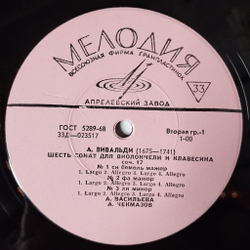 МЕЛОДИЯ
ВСЕСОЮЗНАЯ ФИРМА ГРАМПЛАСТИНОК
33
АПРЕЛЕВСКИЙ ЗАВОД
ГОСТ 5289-68
33Д—023517
Вторая гр.-1
1-00
А. ВИВАЛЬДИ (1675—1741)
ШЕСТЬ СОНАТ ДЛЯ ВИОЛОНЧЕЛИ И КЛАВЕСИНА
соч. 17
№ 1 си бемоль мажор
1. Largo 2. Allegro 3. Largo 4. Allegro
№ 2 фа мажор
1. Largo 2. Allegro 3. Largo 4. Allegro
№ 3 ля минор
1. Largo 2. Allegro 3. Largo 4. Allegro
А. ВАСИЛЬЕВА
А. ЧЕКМАЗОВ